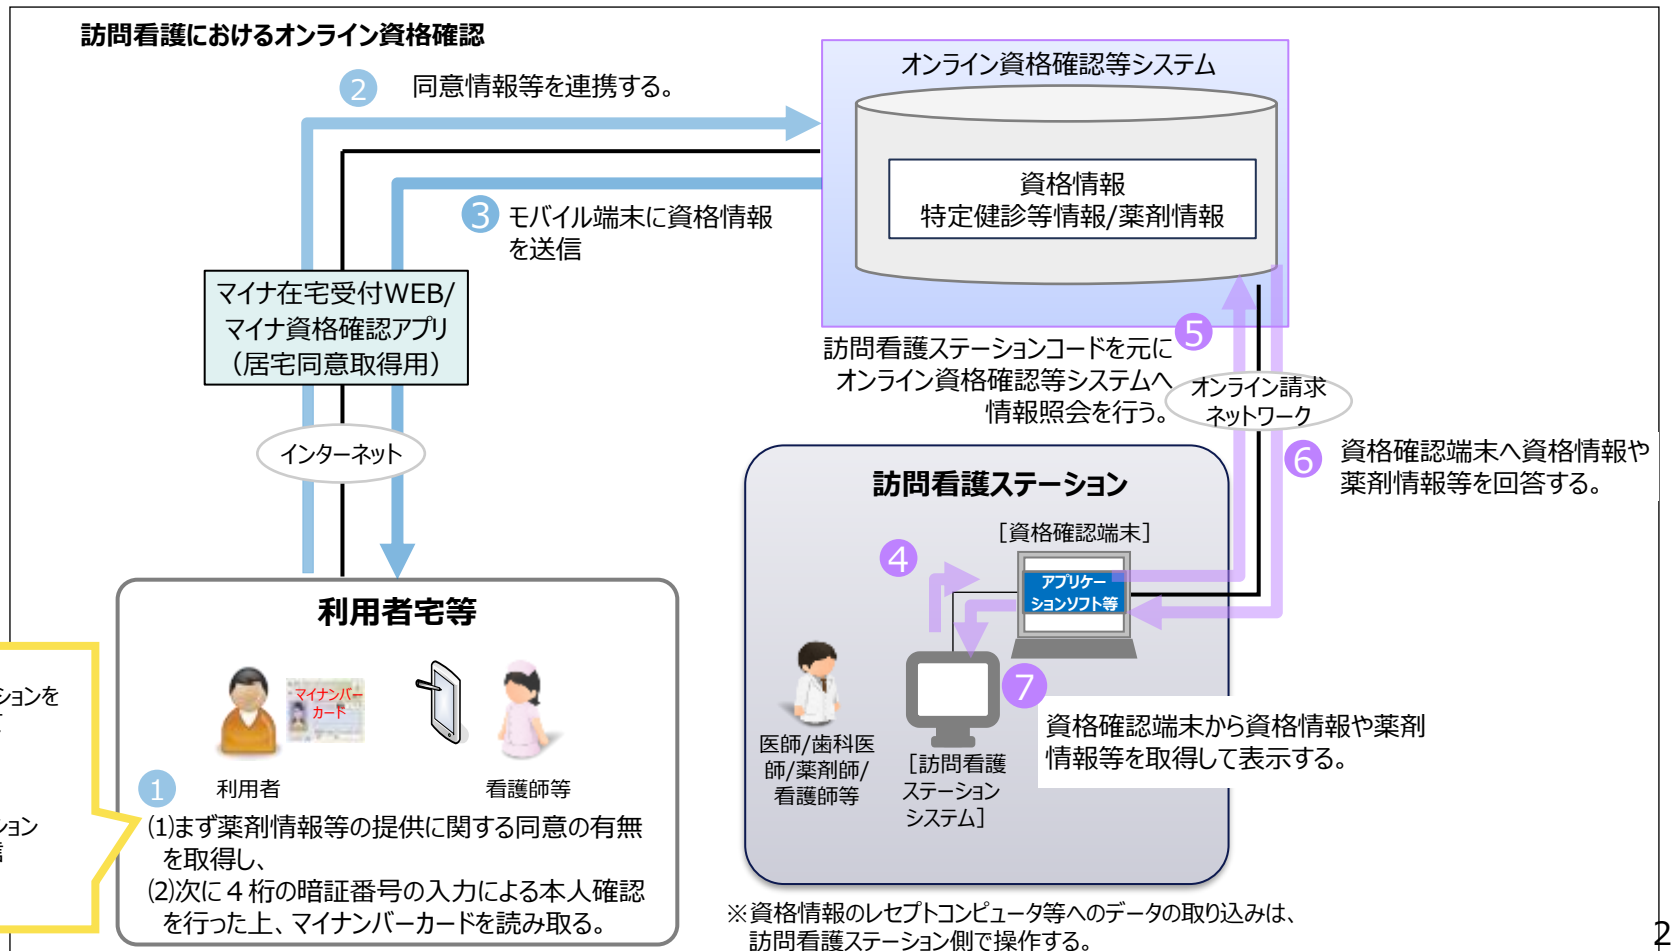 訪問看護におけるオンライン資格確認
2
同意情報等を連携する。
オンライン資格確認等システム
資格情報
特定健診等情報/薬剤情報
3
モバイル端末に資格情報
を送信
マイナ在宅受付WEB/
マイナ資格確認アプリ
（居宅同意取得用）
インターネット
5
訪問看護ステーションコードを元に
オンライン資格確認等システムへ
情報照会を行う。
オンライン請求
ネットワーク
6
資格確認端末へ資格情報や
薬剤情報等を回答する。
訪問看護ステーション
［資格確認端末］
4
アプリケー
ションソフト等
7
資格確認端末から資格情報や薬剤
情報等を取得して表示する。
医師/歯科医
師/薬剤師/
看護師等
［訪問看護
ステーション
システム］
利用者宅等
マイナンバー
カード
利用者
看護師等
1
⑴まず薬剤情報等の提供に関する同意の有無
を取得し、
⑵次に４桁の暗証番号の入力による本人確認
を行った上、マイナンバーカードを読み取る。
ションを
ション
※資格情報のレセプトコンピュータ等へのデータの取り込みは、
訪問看護ステーション側で操作する。
2